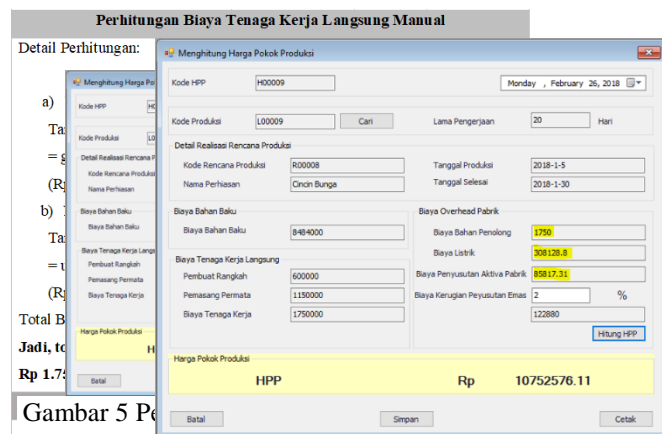 Perhitungan Biaya Tenaga Kerja Langsung Manual
Detail Perhitungan:
a)
b)
Total B
Jadi, to
Rp 1.75
Gambar 5 Pe
Menghitung Harga Po
Kode HPP
Kode Produksi
Detail Realisasi Rencana P
Kode Rencana Produksi
Nama Perhiasan
Biaya Bahan Baku
Biaya Bahan Baku
Biaya Tenaga Kerja Langs
Pembuat Rangkah
Pemasang Permata
Biaya Tenaga Kerja
Harga Pokok Produksi
H
Batal
Menghitung Harga Pokok Produksi
Kode HPP H00009 Monday , February 26, 2018
Kode Produksi L00009 Cari Lama Pengerjaan 20 Hari
Detail Realisasi Rencana Produksi
Kode Rencana Produksi R00008 Tanggal Produksi 2018-1-5
Nama Perhiasan Cincin Bunga Tanggal Selesai 2018-1-30
Biaya Bahan Baku
Biaya Bahan Baku 8484000
Biaya Tenaga Kerja Langsung
Pembuat Rangkah 600000
Pemasang Permata 1150000
Biaya Tenaga Kerja 1750000
Biaya Overhead Pabrik
Biaya Bahan Penolong 1750
Biaya Listrik 308128.8
Biaya Penyusutan Aktiva Pabrik 85817.31
Biaya Kerugian Peyusutan Emas 2 %
122880
Hitung HPP
Harga Pokok Produksi
HPP Rp 10752576.11
Batal Simpan Cetak